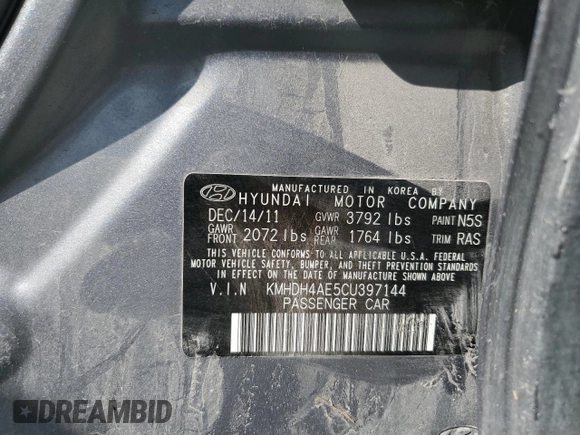 MANUFACTURED IN KOREA BY
HYUNDAI MOTOR COMPANY
DEC/14/11 GVWR 3792 lbs PAINT N5S
GAWR FRONT 2072 lbs GAWR REAR 1764 lbs TRIM RAS
THIS VEHICLE CONFORMS TO ALL APPLICABLE U.S.A. FEDERAL
MOTOR VEHICLE SAFETY, BUMPER, AND THEFT PREVENTION STANDARDS
IN EFFECT ON THE DATE OF MANUFACTURE SHOWN ABOVE
V.I.N KMHDH4AE5CU397144
PASSENGER CAR
DREAMBID